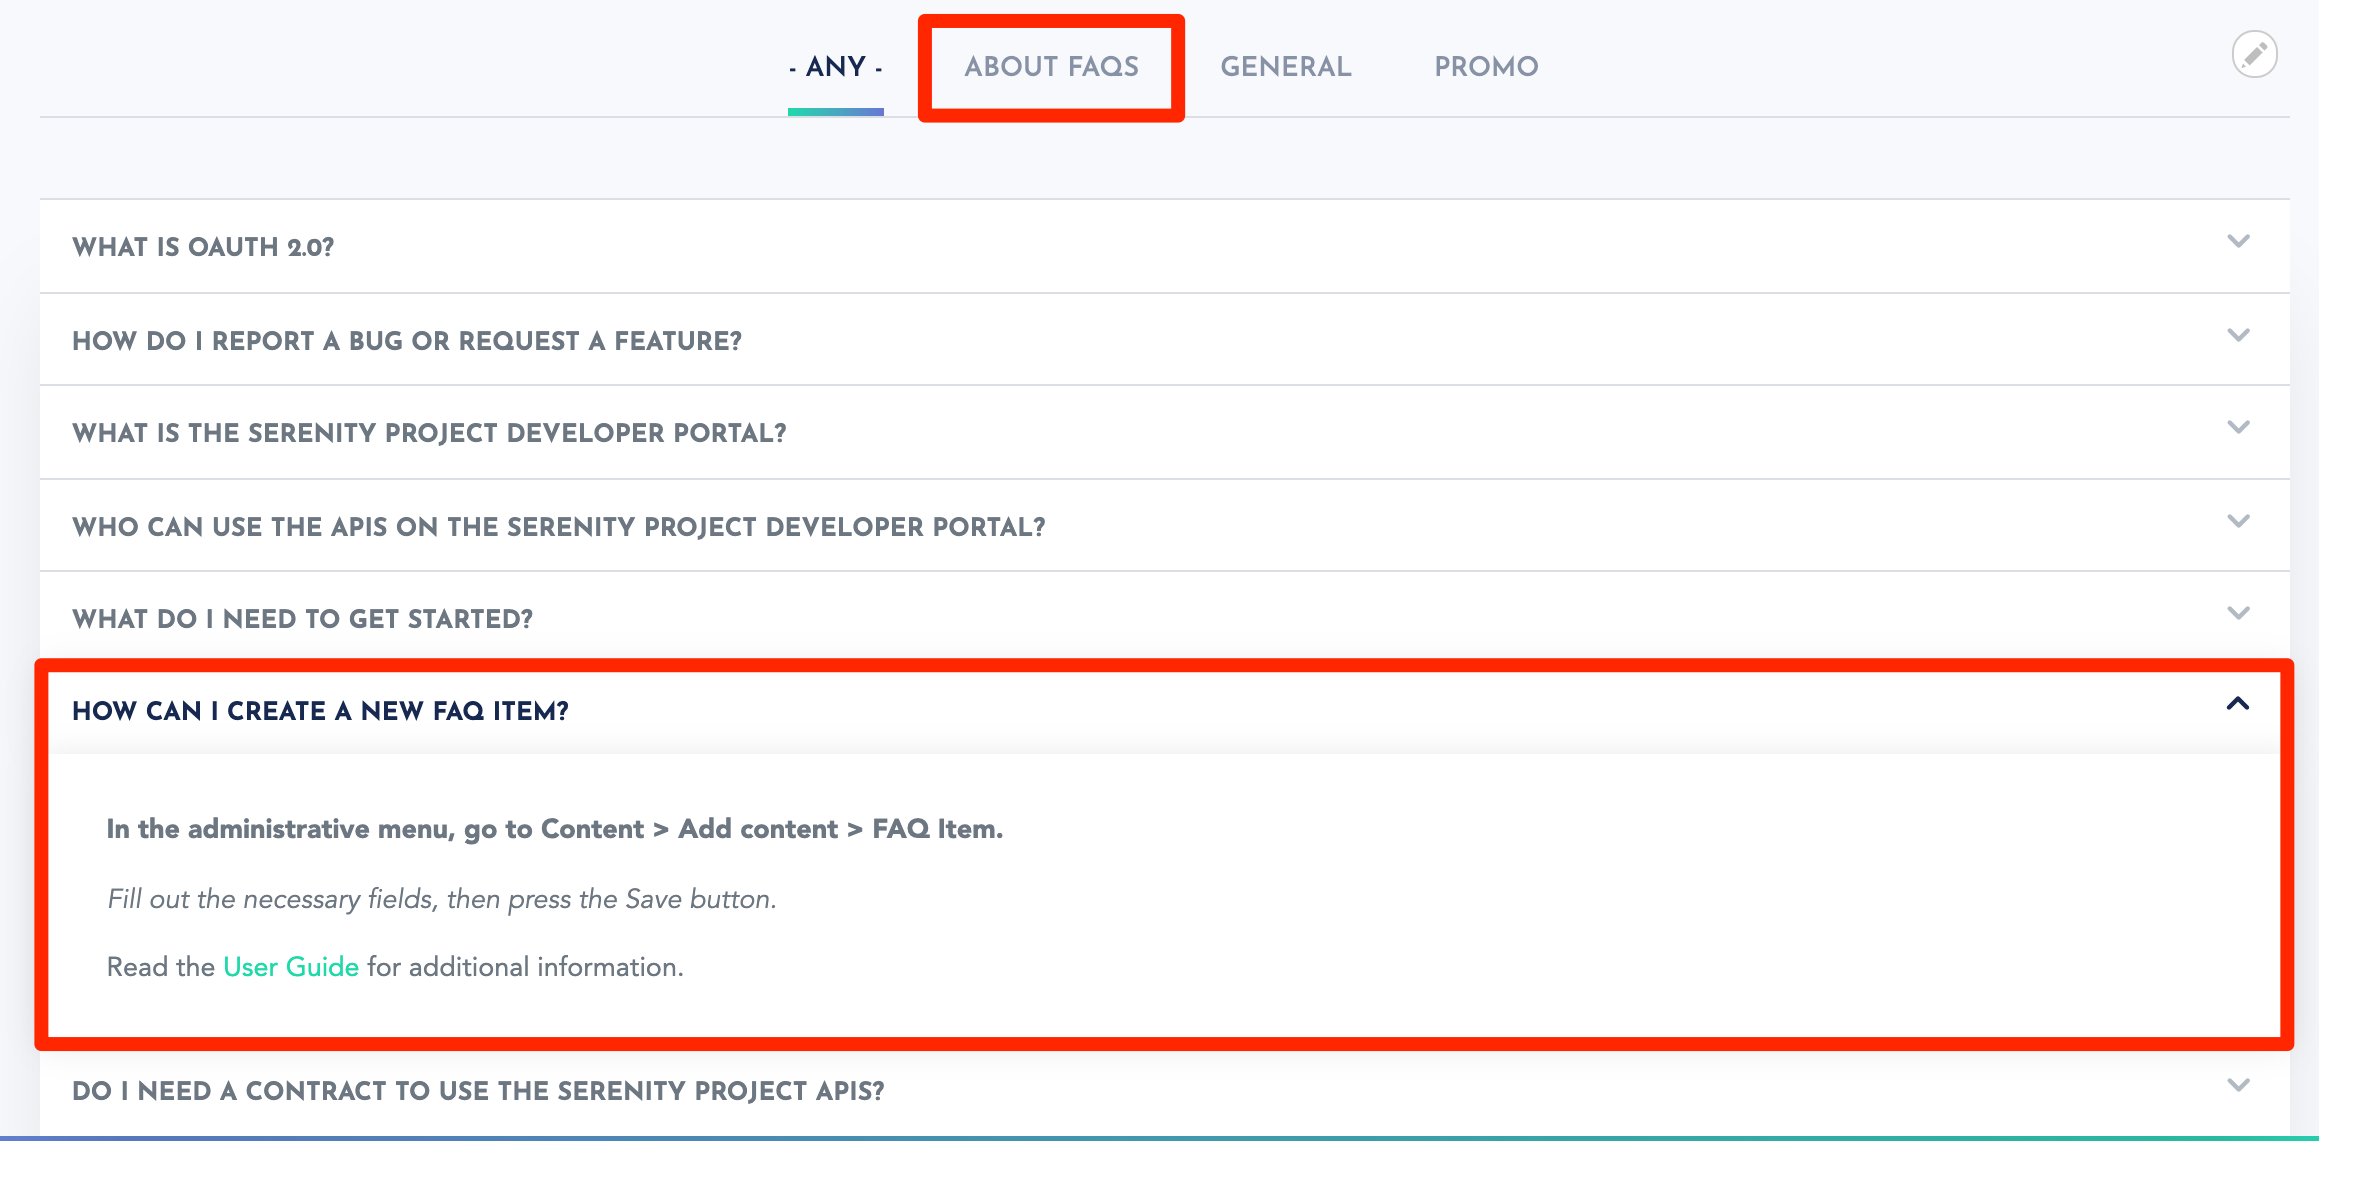 - ANY -
ABOUT FAQS
GENERAL
PROMO
WHAT IS OAUTH 2.0?
HOW DO I REPORT A BUG OR REQUEST A FEATURE?
WHAT IS THE SERENITY PROJECT DEVELOPER PORTAL?
WHO CAN USE THE APIS ON THE SERENITY PROJECT DEVELOPER PORTAL?
WHAT DO I NEED TO GET STARTED?
HOW CAN I CREATE A NEW FAQ ITEM?
In the administrative menu, go to Content > Add content > FAQ Item.
Fill out the necessary fields, then press the Save button.
Read the User Guide for additional information.
DO I NEED A CONTRACT TO USE THE SERENITY PROJECT APIS?